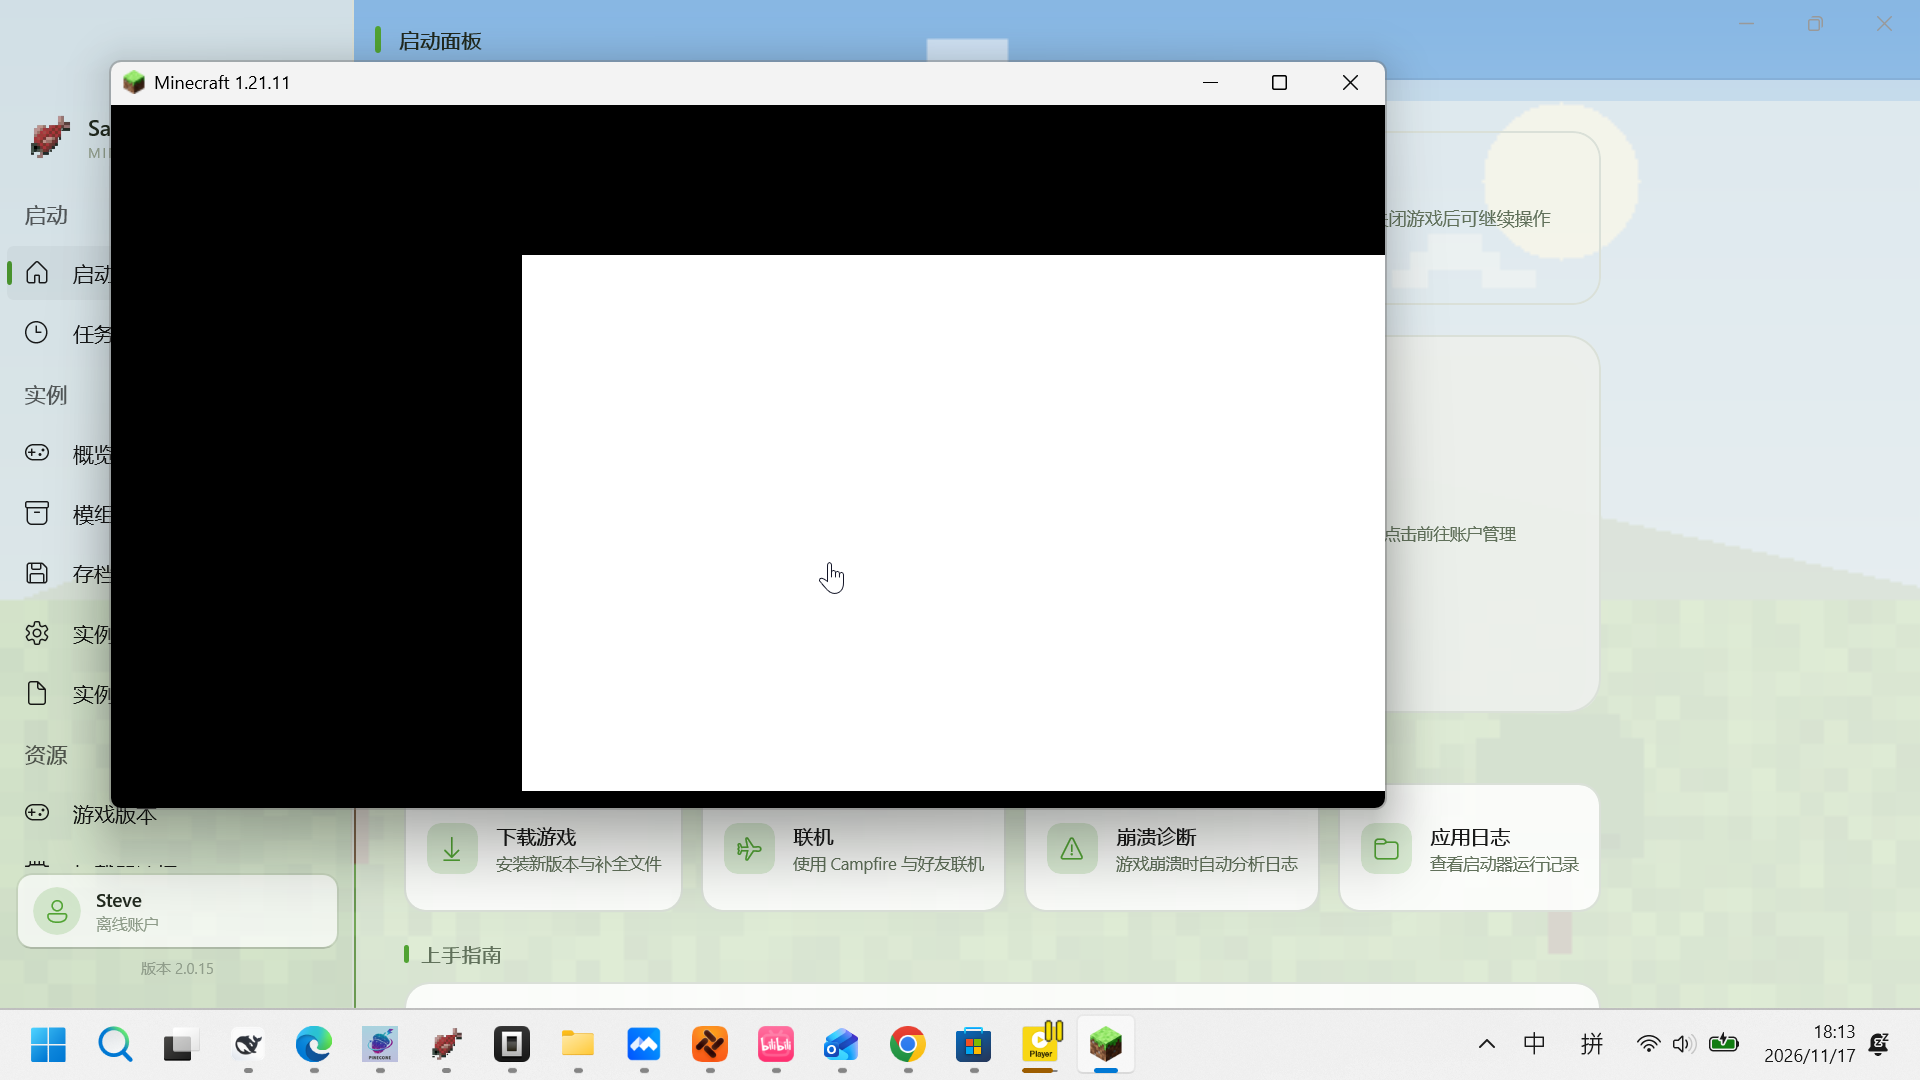 启动面板
Minecraft 1.21.11
Sa
启动
启动
任务
实例
概览
模组
存档
实例
实例
资源
游戏版本
Steve
离线账户
版本 2.0.15
关闭游戏后可继续操作
点击前往账户管理
下载游戏
安装新版本与补全文件
联机
使用 Campfire 与好友联机
崩溃诊断
游戏崩溃时自动分析日志
应用日志
查看启动器运行记录
上手指南
PINECONE
bilibili
Player
中
拼
18:13
2026/11/17